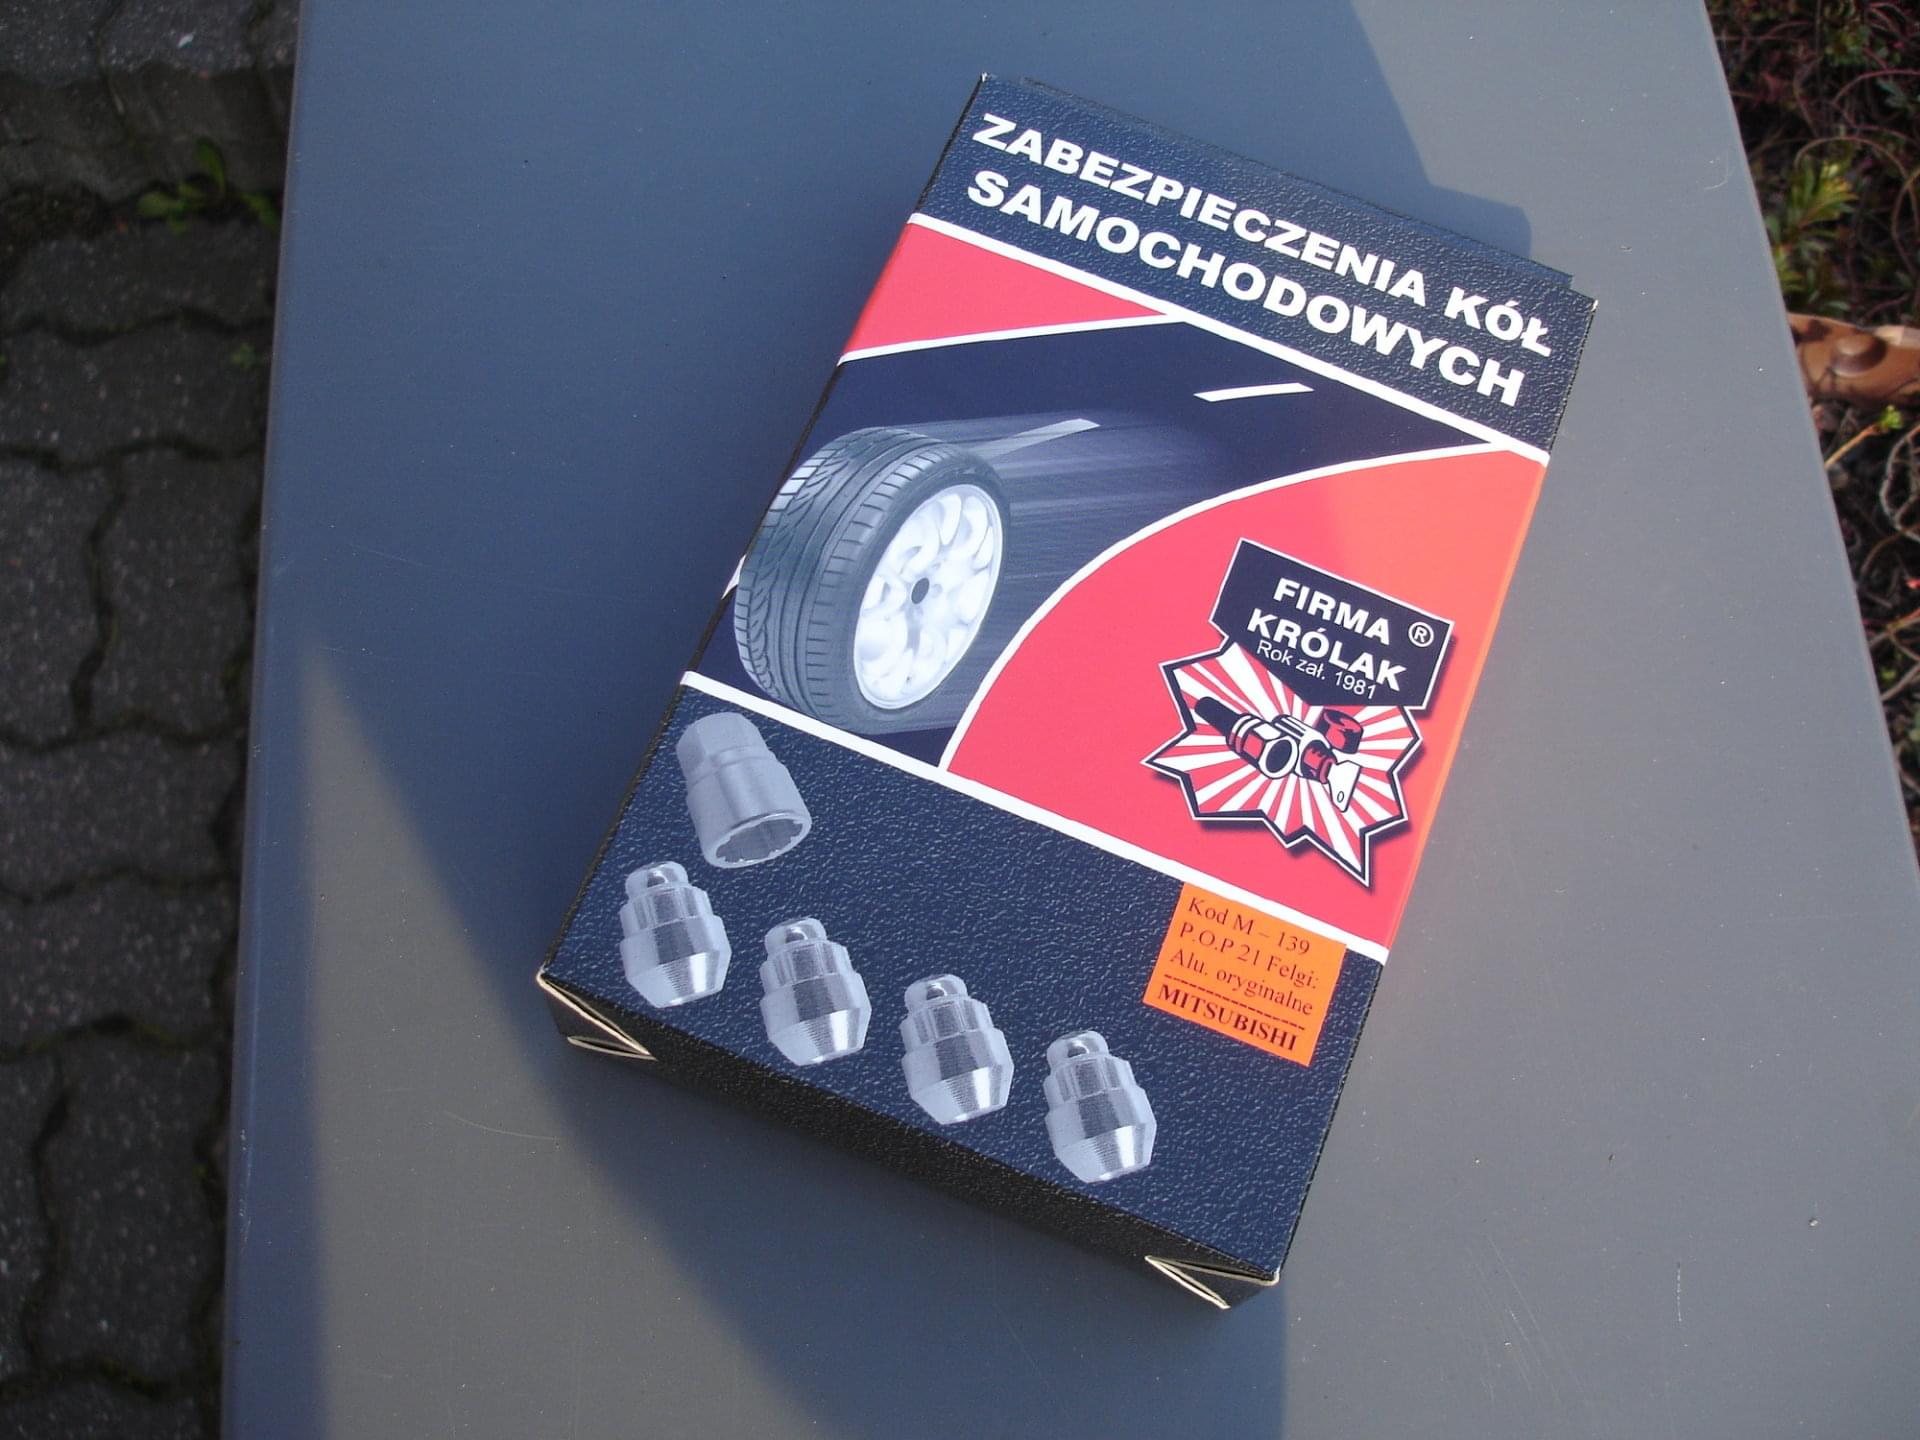 ZABEZPIECZENIA KÓŁ
SAMOCHODOWYCH
FIRMA ®
KRÓLAK
Rok zał. 1981
Kod M – 139
P.O.P 21 Felgi:
Alu. oryginalne
MITSUBISHI